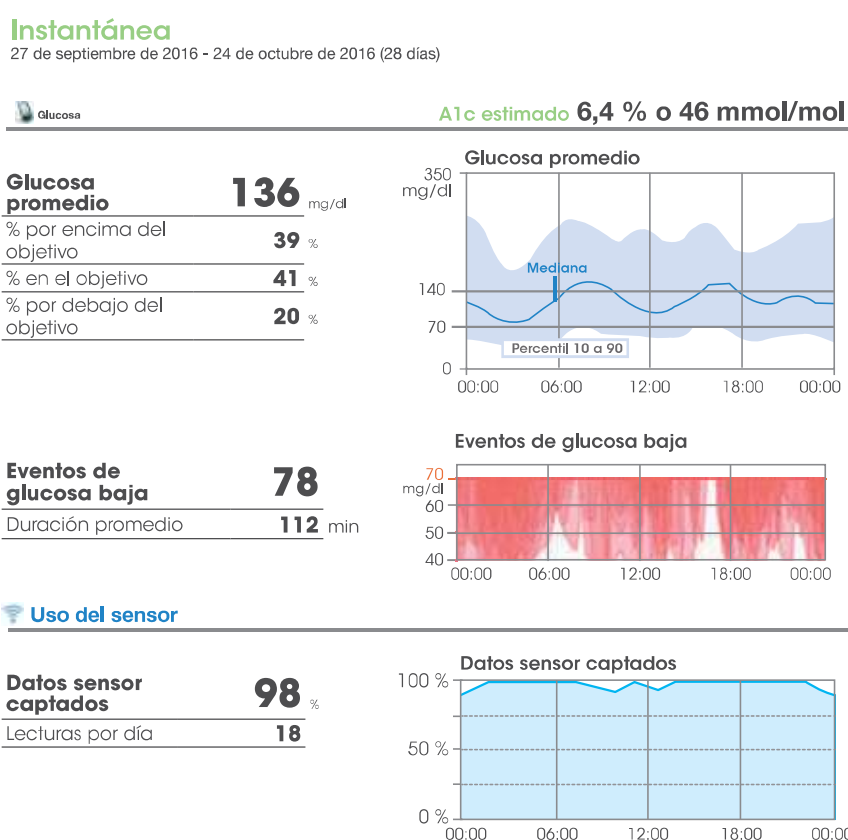 Instantánea
27 de septiembre de 2016 - 24 de octubre de 2016 (28 días)
Glucosa
A1c estimado 6,4 % o 46 mmol/mol
Glucosa promedio 136 mg/dl
% por encima del objetivo 39 %
% en el objetivo 41 %
% por debajo del objetivo 20 %
Glucosa promedio
350
mg/dl
140
70
0
Mediana
Percentil 10 a 90
00:00 06:00 12:00 18:00 00:00
Eventos de glucosa baja 78
Duración promedio 112 min
Eventos de glucosa baja
70
mg/dl
60
50
40
00:00 06:00 12:00 18:00 00:00
Uso del sensor
Datos sensor captados 98 %
Lecturas por día 18
Datos sensor captados
100 %
50 %
0 %
00:00 06:00 12:00 18:00 00:00